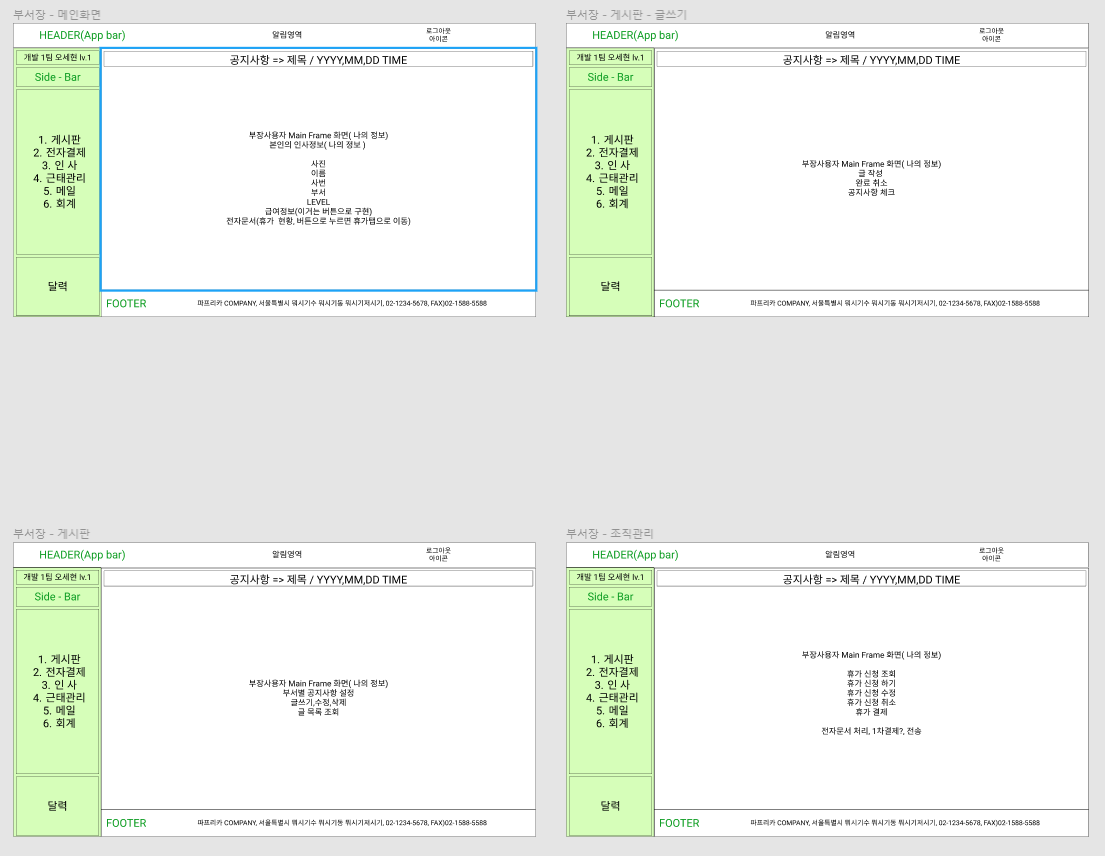 부서장 - 메인화면
HEADER(App bar)
알림영역
로그아웃
아이콘
개발 1팀 오세현 lv.1
Side - Bar
1. 게시판
2. 전자결제
3. 인 사
4. 근태관리
5. 메일
6. 회계
달력
공지사항 => 제목 / YYYY,MM,DD TIME
부장사용자 Main Frame 화면( 나의 정보)
본인의 인사정보( 나의 정보 )
사진
이름
사번
부서
LEVEL
급여정보(이거는 버튼으로 구현)
전자문서(휴가 현황, 버튼으로 누르면 휴가탭으로 이동)
FOOTER
파프리카 COMPANY, 서울특별시 뭐시기수 뭐시기동 뭐시기저시기, 02-1234-5678, FAX)02-1588-5588
부서장 - 게시판 - 글쓰기
HEADER(App bar)
알림영역
로그아웃
아이콘
개발 1팀 오세현 lv.1
Side - Bar
1. 게시판
2. 전자결제
3. 인 사
4. 근태관리
5. 메일
6. 회계
달력
공지사항 => 제목 / YYYY,MM,DD TIME
부장사용자 Main Frame 화면( 나의 정보)
글 작성
완료 취소
공지사항 체크
FOOTER
파프리카 COMPANY, 서울특별시 뭐시기수 뭐시기동 뭐시기저시기, 02-1234-5678, FAX)02-1588-5588
부서장 - 게시판
HEADER(App bar)
알림영역
로그아웃
아이콘
개발 1팀 오세현 lv.1
Side - Bar
1. 게시판
2. 전자결제
3. 인 사
4. 근태관리
5. 메일
6. 회계
달력
공지사항 => 제목 / YYYY,MM,DD TIME
부장사용자 Main Frame 화면( 나의 정보)
부서별 공지사항 설정
글쓰기,수정,삭제
글 목록 조회
FOOTER
파프리카 COMPANY, 서울특별시 뭐시기수 뭐시기동 뭐시기저시기, 02-1234-5678, FAX)02-1588-5588
부서장 - 조직관리
HEADER(App bar)
알림영역
로그아웃
아이콘
개발 1팀 오세현 lv.1
Side - Bar
1. 게시판
2. 전자결제
3. 인 사
4. 근태관리
5. 메일
6. 회계
달력
공지사항 => 제목 / YYYY,MM,DD TIME
부장사용자 Main Frame 화면( 나의 정보)
휴가 신청 조회
휴가 신청 하기
휴가 신청 수정
휴가 신청 취소
휴가 결제
전자문서 처리, 1차결제?, 전송
FOOTER
파프리카 COMPANY, 서울특별시 뭐시기수 뭐시기동 뭐시기저시기, 02-1234-5678, FAX)02-1588-5588